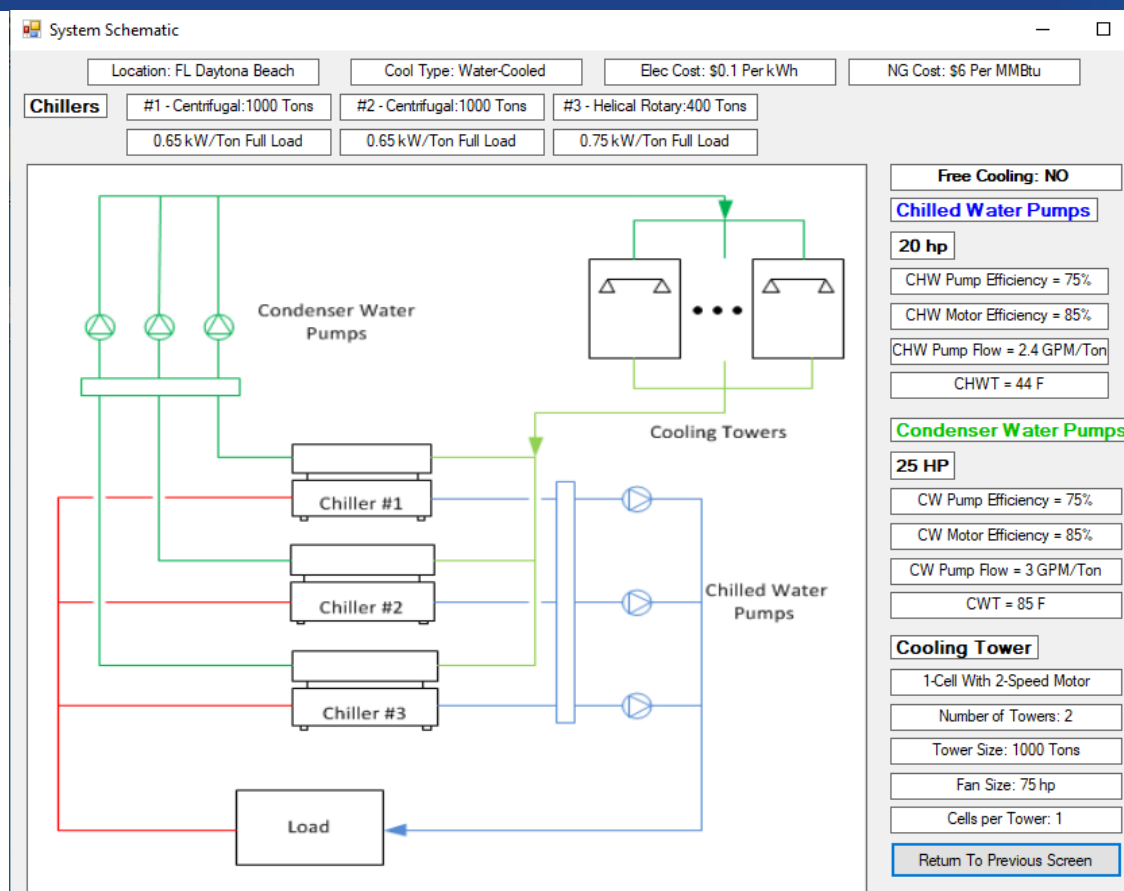 System Schematic
Location: FL Daytona Beach
Cool Type: Water-Cooled
Elec Cost: $0.1 Per kWh
NG Cost: $6 Per MMBtu
Chillers
#1 - Centrifugal:1000 Tons
#2 - Centrifugal:1000 Tons
#3 - Helical Rotary:400 Tons
0.65 kW/Ton Full Load
0.65 kW/Ton Full Load
0.75 kW/Ton Full Load
Condenser Water
Pumps
Cooling Towers
Chiller #1
Chiller #2
Chiller #3
Chilled Water
Pumps
Load
Free Cooling: NO
Chilled Water Pumps
20 hp
CHW Pump Efficiency = 75%
CHW Motor Efficiency = 85%
CHW Pump Flow = 2.4 GPM/Ton
CHWT = 44 F
Condenser Water Pumps
25 HP
CW Pump Efficiency = 75%
CW Motor Efficiency = 85%
CW Pump Flow = 3 GPM/Ton
CWT = 85 F
Cooling Tower
1-Cell With 2-Speed Motor
Number of Towers: 2
Tower Size: 1000 Tons
Fan Size: 75 hp
Cells per Tower: 1
Return To Previous Screen